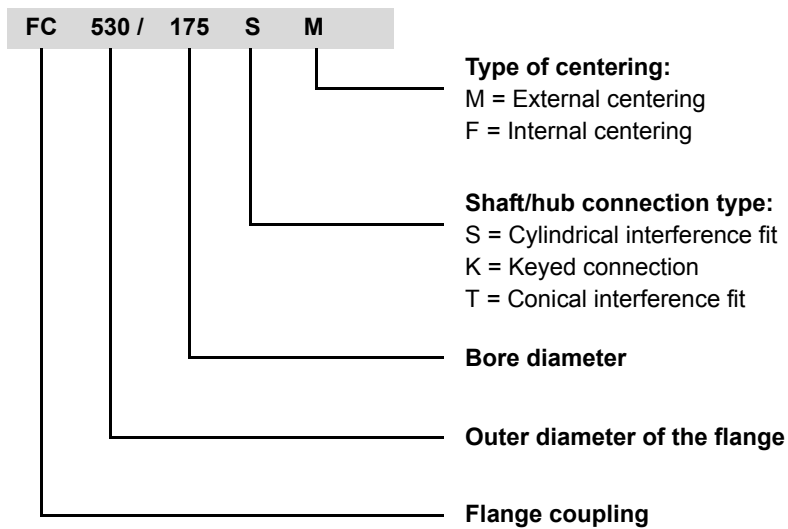 FC 530 / 175 S M
Type of centering:
M = External centering
F = Internal centering
Shaft/hub connection type:
S = Cylindrical interference fit
K = Keyed connection
T = Conical interference fit
Bore diameter
Outer diameter of the flange
Flange coupling